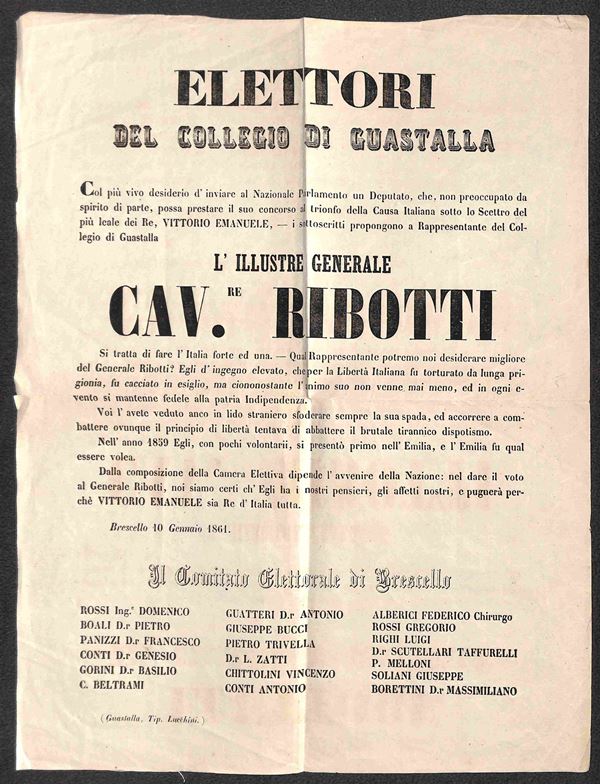 ELETTORI
DEL COLLEGIO DI GUASTALLA
Col più vivo desiderio d' inviare al Nazionale Parlamento un Deputato, che, non preoccupato da
spirito di parte, possa prestare il suo concorso al trionfo della Causa Italiana sotto lo Scettro del
più leale dei Re, VITTORIO EMANUELE, — i sottoscritti propongono a Rappresentante del Col-
legio di Guastalla
L' ILLUSTRE GENERALE
CAV.RE RIBOTTI
Si tratta di fare l' Italia forte ed una. — Qual Rappresentante potremo noi desiderare migliore
del Generale Ribotti? Egli d' ingegno elevato, che per la Libertà Italiana fu torturato da lunga pri-
gionia, fu cacciato in esiglio, ma ciononostante l' animo suo non venne mai meno, ed in ogni e-
vento si mantenne fedele alla patria Indipendenza.
Voi l' avete veduto anco in lido straniero sfoderare sempre la sua spada, ed accorrere a com-
battere ovunque il principio di libertà tentava di abbattere il brutale tirannico dispotismo.
Nell' anno 1859 Egli, con pochi volontarii, si presentò primo nell' Emilia, e l' Emilia fu qual
essere volea.
Dalla composizione della Camera Elettiva dipende l' avvenire della Nazione: nel dare il voto
al Generale Ribotti, noi siamo certi ch' Egli ha i nostri pensieri, gli affetti nostri, e pugnerà per-
chè VITTORIO EMANUELE sia Re d' Italia tutta.
Brescello 10 Gennaio 1861.
Il Comitato Elettorale di Brescello
ROSSI Ing.e DOMENICO
BOALI D.r PIETRO
PANIZZI D.r FRANCESCO
CONTI D.r GENESIO
GORINI D.r BASILIO
C. BELTRAMI
GUATTERI D.r ANTONIO
GIUSEPPE BUCCI
PIETRO TRIVELLA
D.r L. ZATTI
CHITTOLINI VINCENZO
CONTI ANTONIO
ALBERICI FEDERICO Chirurgo
ROSSI GREGORIO
RIGHI LUIGI
D.r SCUTELLARI TAFFURELLI
P. MELLONI
SOLIANI GIUSEPPE
BORETTINI D.r MASSIMILIANO
(Guastalla, Tip. Lucchini.)